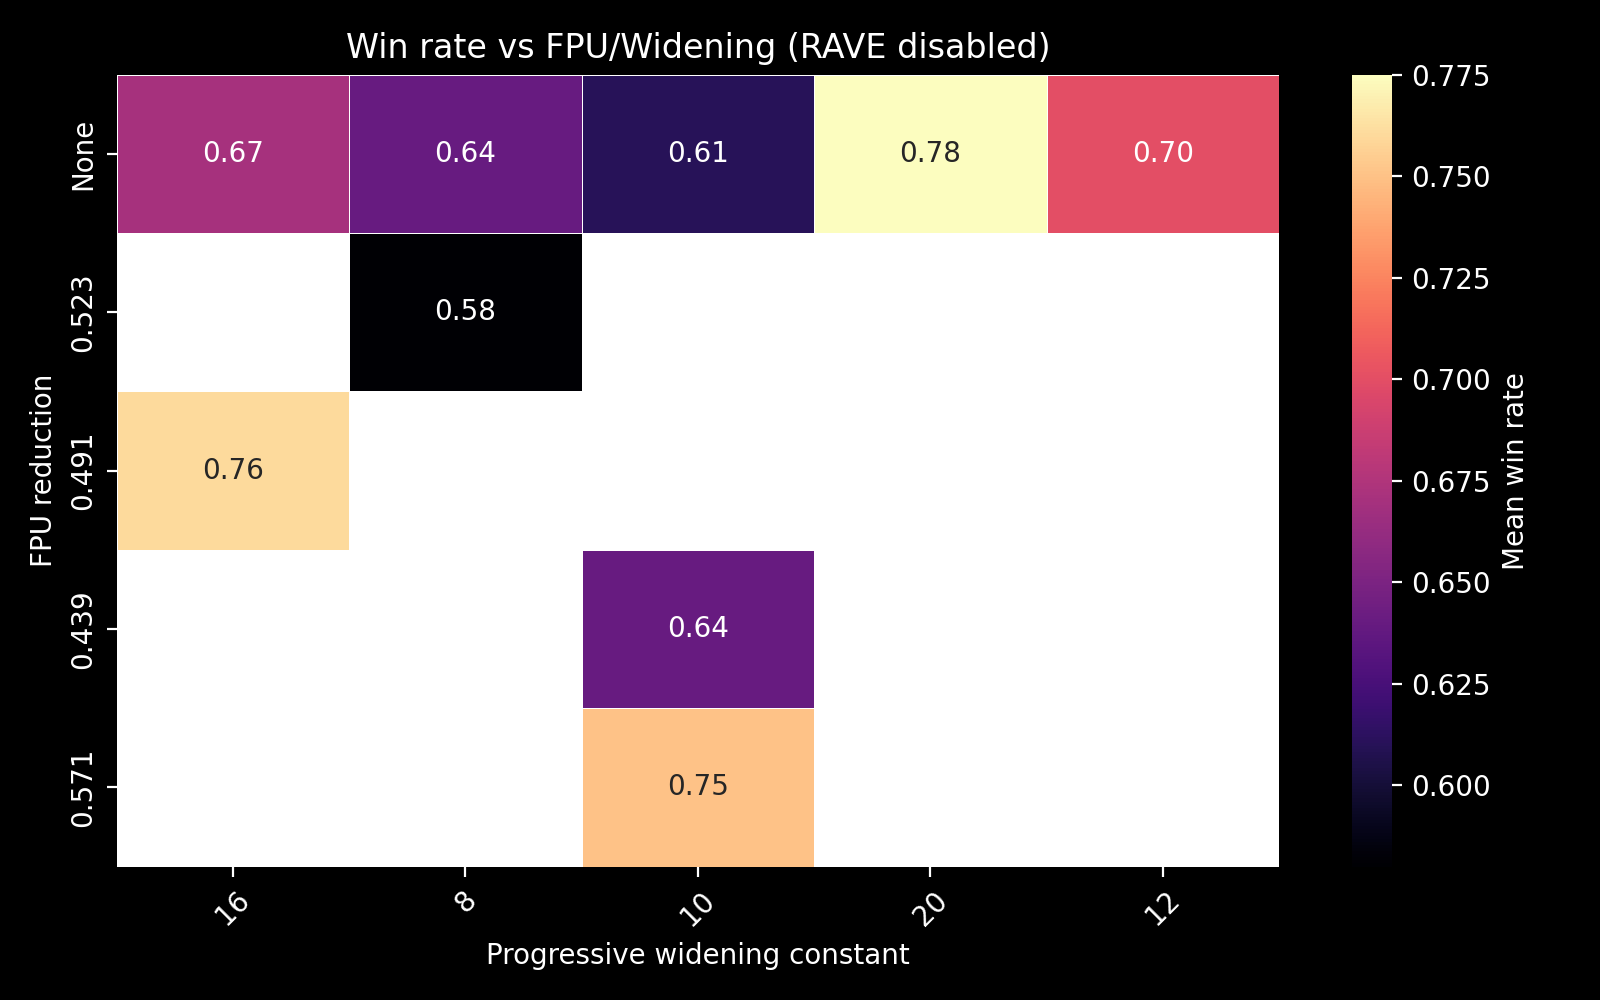 Win rate vs FPU/Widening (RAVE disabled)
FPU reduction
None
0.523
0.491
0.439
0.571
0.67 0.64 0.61 0.78 0.70
0.58
0.76
0.64
0.75
16 8 10 20 12
Progressive widening constant
0.775
0.750
0.725
0.700
0.675
0.650
0.625
0.600
Mean win rate